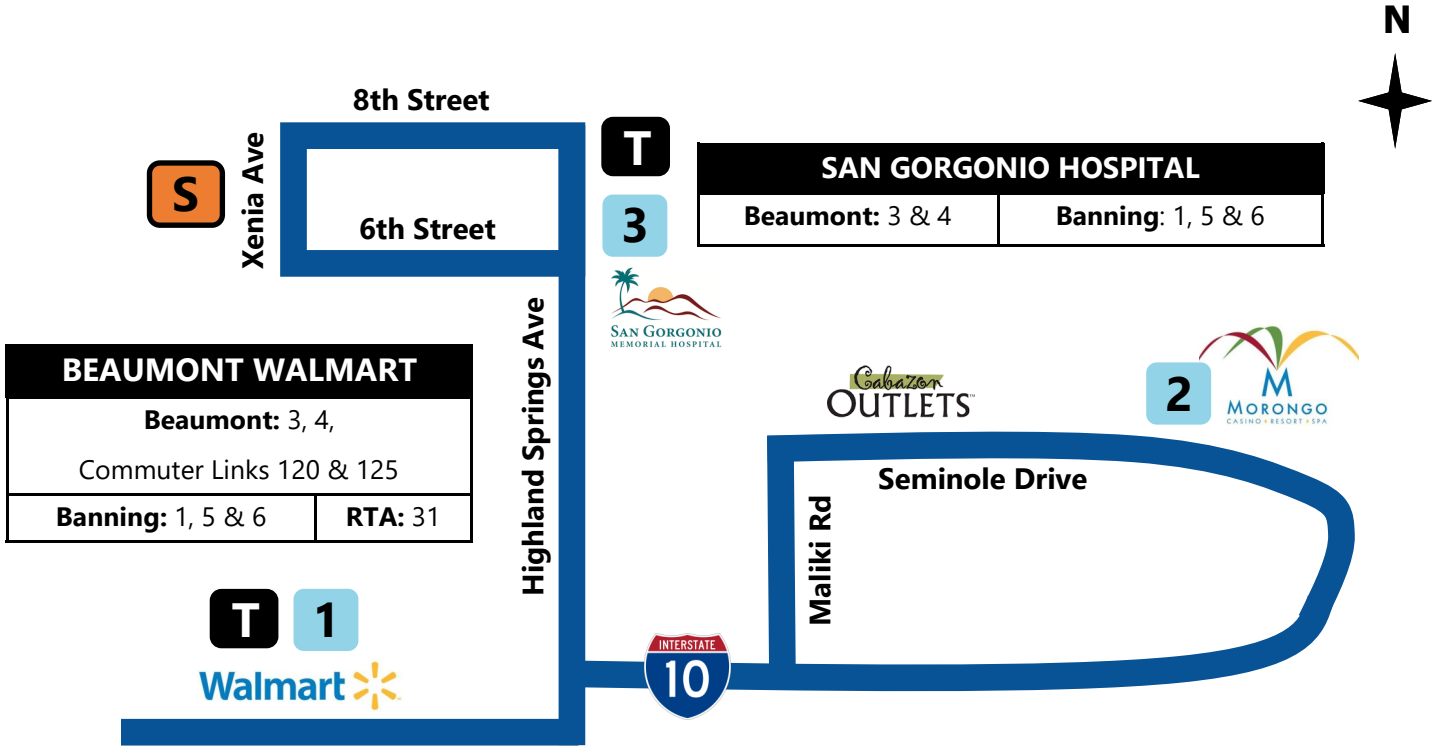 N
8th Street
T
SAN GORGONIO HOSPITAL
Beaumont: 3 & 4
Banning: 1, 5 & 6
S
Xenia Ave
6th Street
3
SAN GORGONIO
MEMORIAL HOSPITAL
Highland Springs Ave
BEAUMONT WALMART
Beaumont: 3, 4,
Commuter Links 120 & 125
Banning: 1, 5 & 6
RTA: 31
Cabazon
OUTLETS
2
M
MORONGO
CASINO RESORT SPA
Seminole Drive
Maliki Rd
T
1
Walmart
INTERSTATE
10